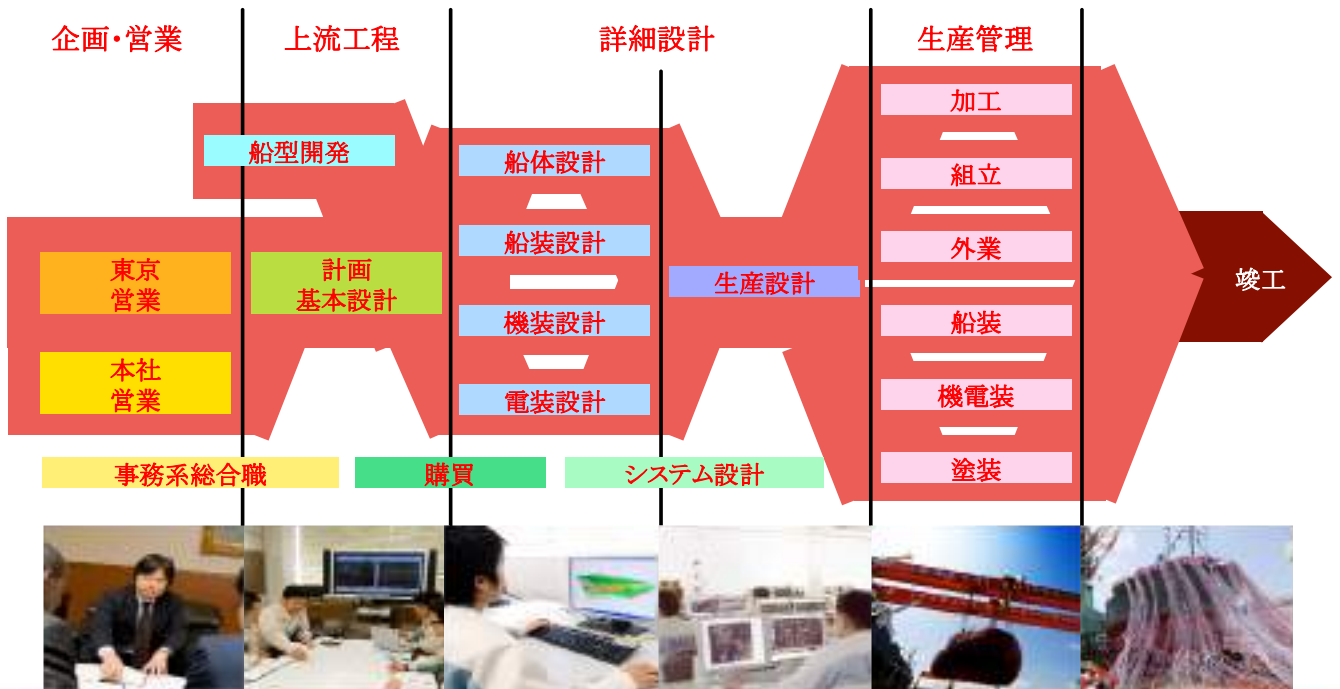 企画・営業
上流工程
詳細設計
生産管理
船型開発
東京
営業
本社
営業
計画
基本設計
船体設計
船装設計
機装設計
電装設計
生産設計
加工
組立
外業
船装
機電装
塗装
竣工
事務系総合職
購買
システム設計